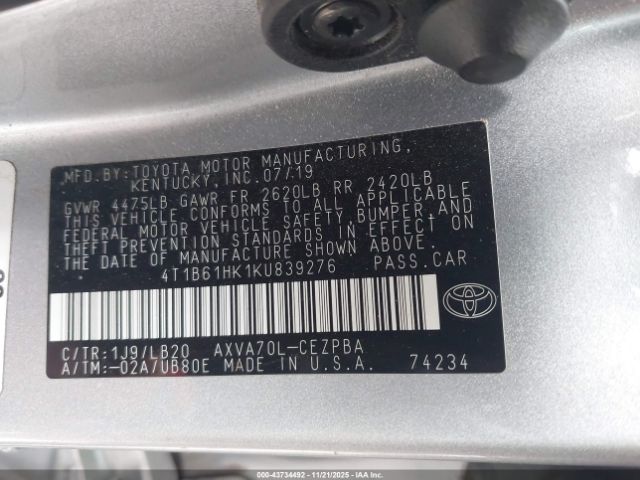 MFD.BY:TOYOTA MOTOR MANUFACTURING,
KENTUCKY, INC. 07/19
GVWR 4475LB GAWR FR 2620LB RR 2420LB
THIS VEHICLE CONFORMS TO ALL APPLICABLE
FEDERAL MOTOR VEHICLE SAFETY, BUMPER, AND
THEFT PREVENTION STANDARDS IN EFFECT ON
THE DATE OF MANUFACTURE SHOWN ABOVE.
4T1B61HK1KU839276 PASS.CAR
C/TR:1J9/LB20 AXVA70L-CEZPBA
A/TM:-02A/UB80E MADE IN U.S.A. 74234
000-43734492 - 11/21/2025 - IAA Inc.